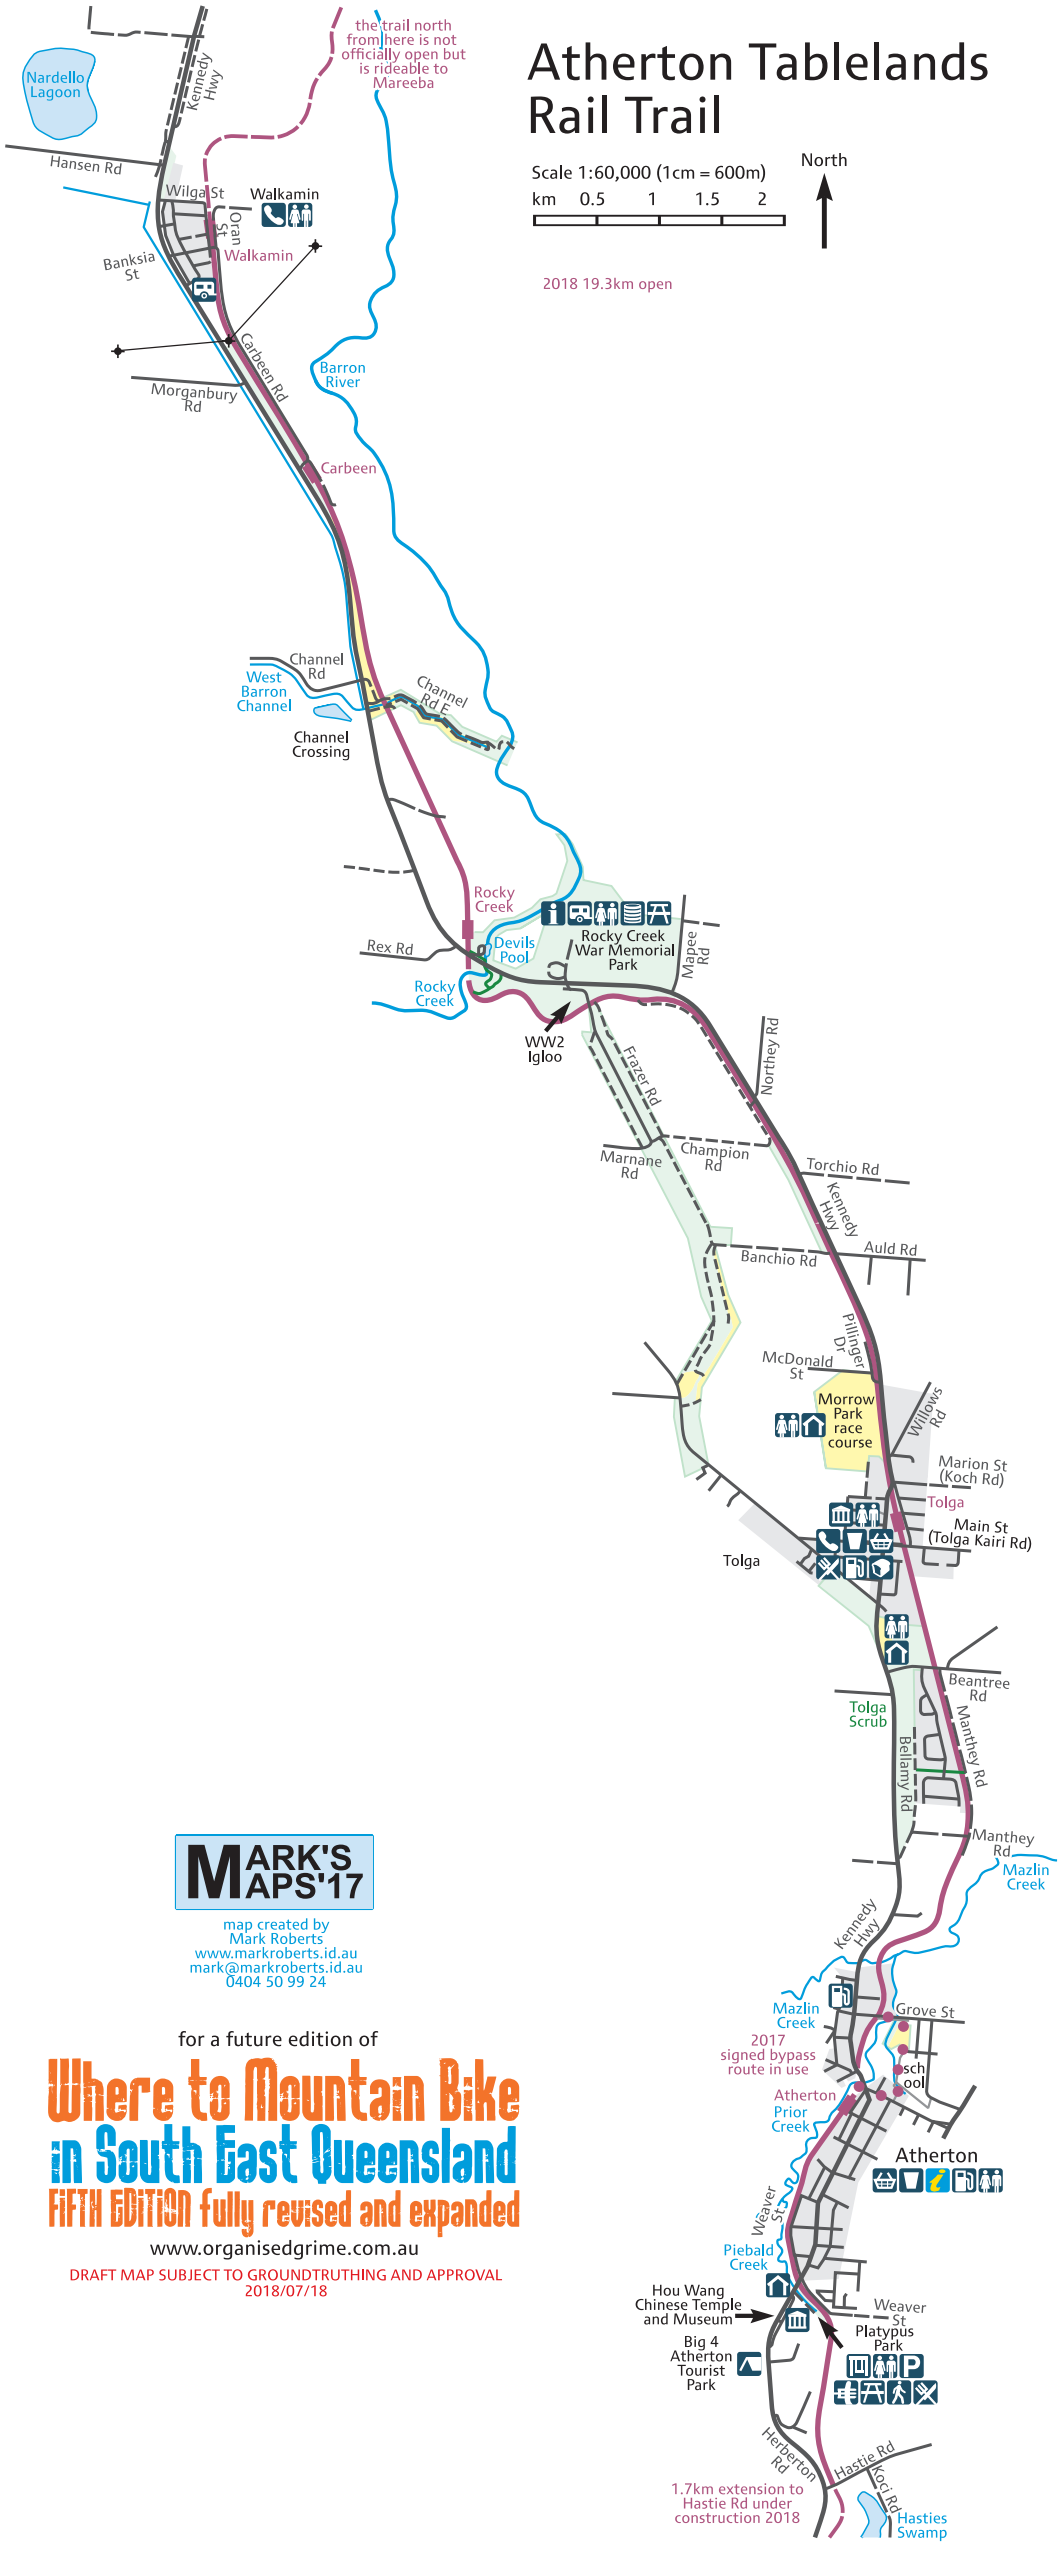 Atherton Tablelands
Rail Trail
Scale 1:60,000 (1cm = 600m)
km 0.5 1 1.5 2
North
2018 19.3km open
the trail north
from here is not
officially open but
is rideable to
Mareeba
Nardello
Lagoon
Kennedy
Hwy
Hansen Rd
Wilga St
Walkamin
Oran
St
Walkamin
Banksia
St
Carbeen Rd
Barron
River
Morganbury
Rd
Carbeen
Channel
Rd
West
Barron
Channel
Channel
Rd E
Channel
Crossing
Rocky
Creek
Rex Rd
Devils
Pool
Rocky Creek
War Memorial
Park
Mapee
Rd
Rocky
Creek
WW2
Igloo
Northey Rd
Frazer Rd
Marnane
Rd
Champion
Rd
Torchio Rd
Kennedy
Hwy
Banchio Rd
Auld Rd
Pillinger
Dr
McDonald
St
Morrow
Park
race
course
Willows
Rd
Marion St
(Koch Rd)
Tolga
Main St
(Tolga Kairi Rd)
Tolga
Beantree
Rd
Tolga
Scrub
Manthey Rd
Bellamy Rd
Manthey
Rd
Mazlin
Creek
MARK'S
MAPS'17
map created by
Mark Roberts
www.markroberts.id.au
mark@markroberts.id.au
0404 50 99 24
Kennedy
Hwy
Mazlin
Creek
Grove St
2017
signed bypass
route in use
sch
ool
Atherton
Prior
Creek
Atherton
for a future edition of
Where to Mountain Bike
in South East Queensland
FIFTH EDITION fully revised and expanded
www.organisedgrime.com.au
DRAFT MAP SUBJECT TO GROUNDTRUTHING AND APPROVAL
2018/07/18
Weaver
St
Piebald
Creek
Hou Wang
Chinese Temple
and Museum
Weaver
St
Platypus
Park
P
Big 4
Atherton
Tourist
Park
Herberton
Rd
Hastie Rd
Koci Rd
1.7km extension to
Hastie Rd under
construction 2018
Hasties
Swamp